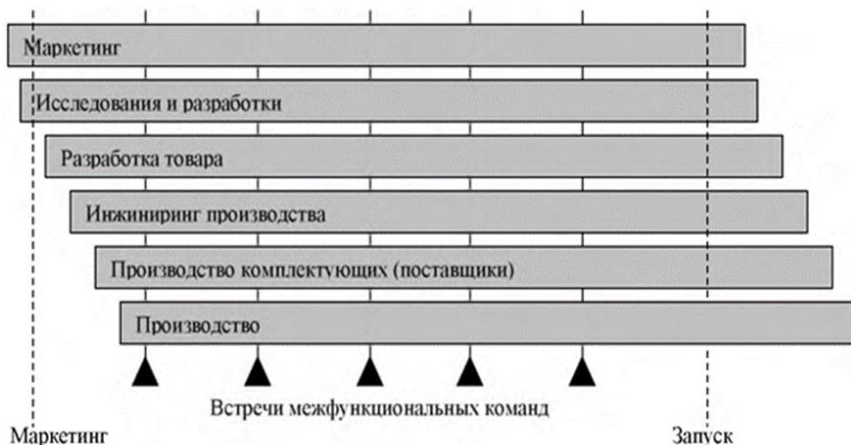 Маркетинг
Исследования и разработки
Разработка товара
Инжиниринг производства
Производство комплектующих (поставщики)
Производство
Встречи межфункциональных команд
Маркетинг
Запуск